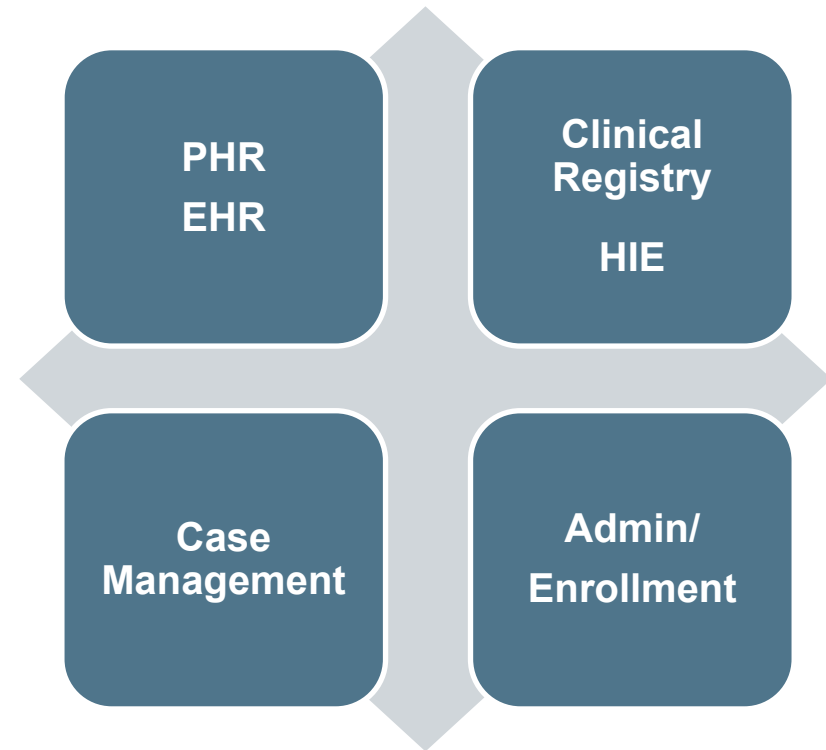 PHR
EHR
Clinical
Registry
HIE
Case
Management
Admin/
Enrollment